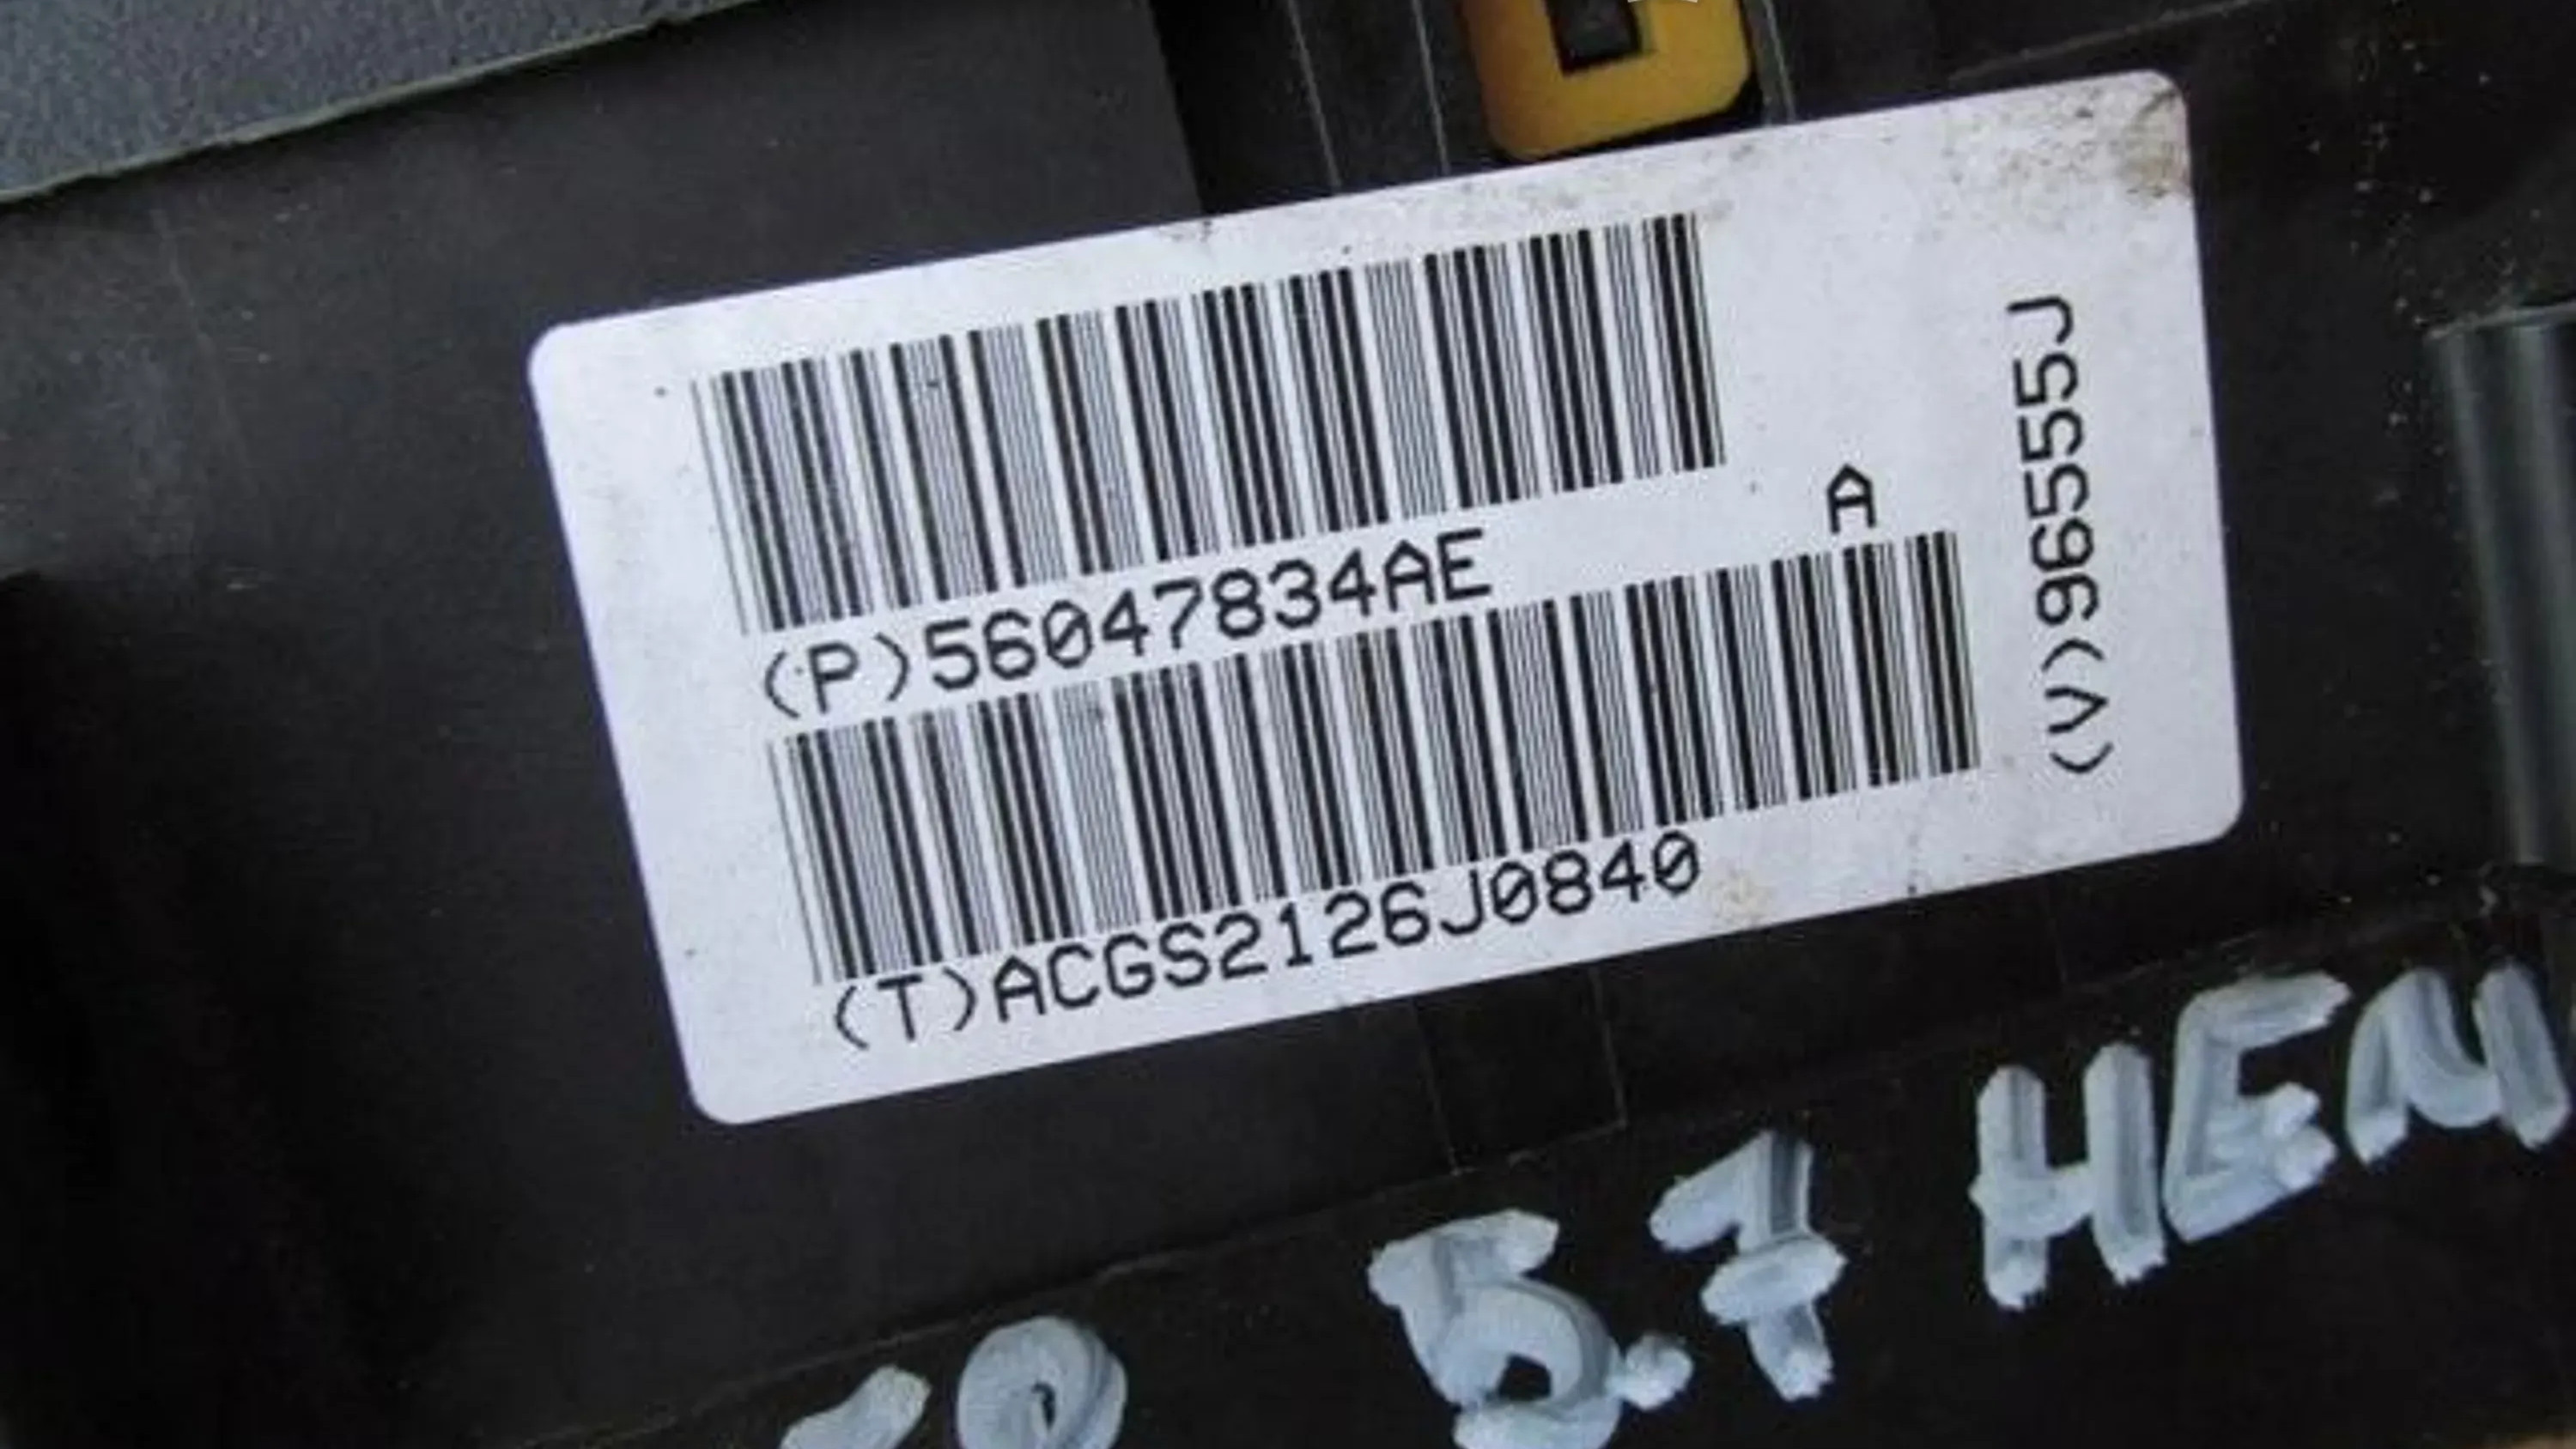 (P)56047834AE
A
(T)ACGS2126J0840
(V)96555J
5.7 HEM